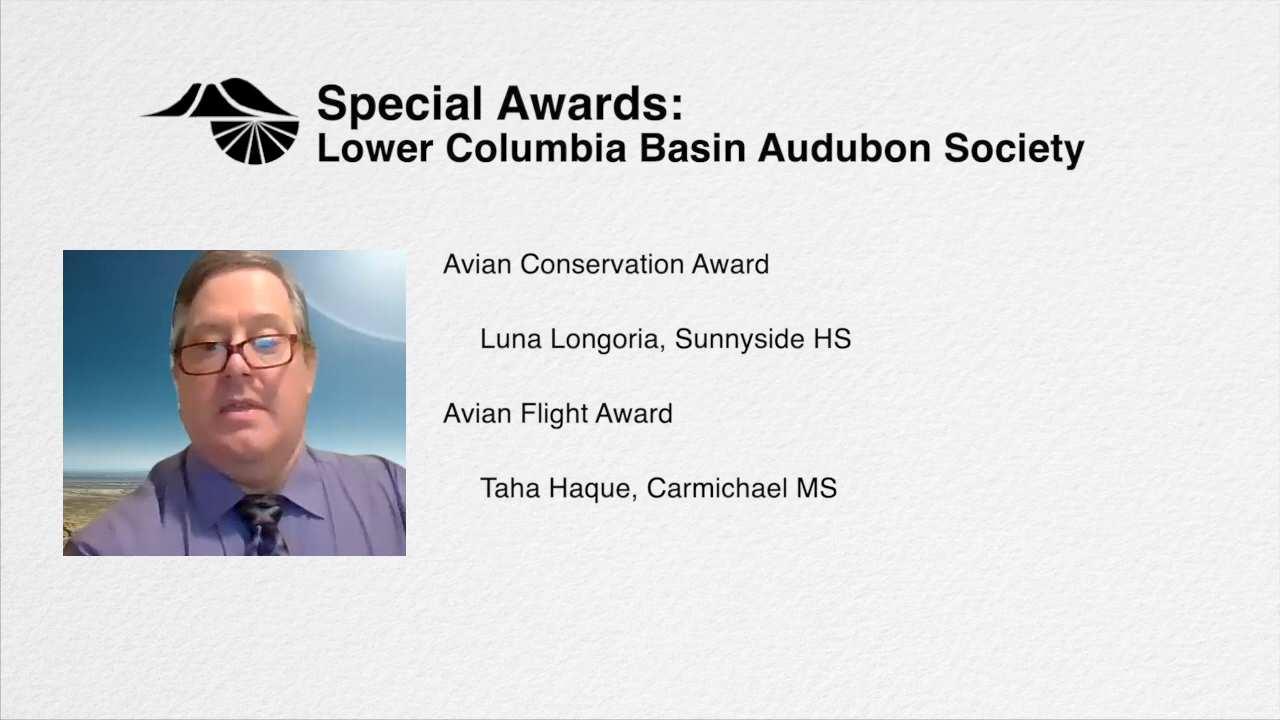 Special Awards:
Lower Columbia Basin Audubon Society
Avian Conservation Award
Luna Longoria, Sunnyside HS
Avian Flight Award
Taha Haque, Carmichael MS